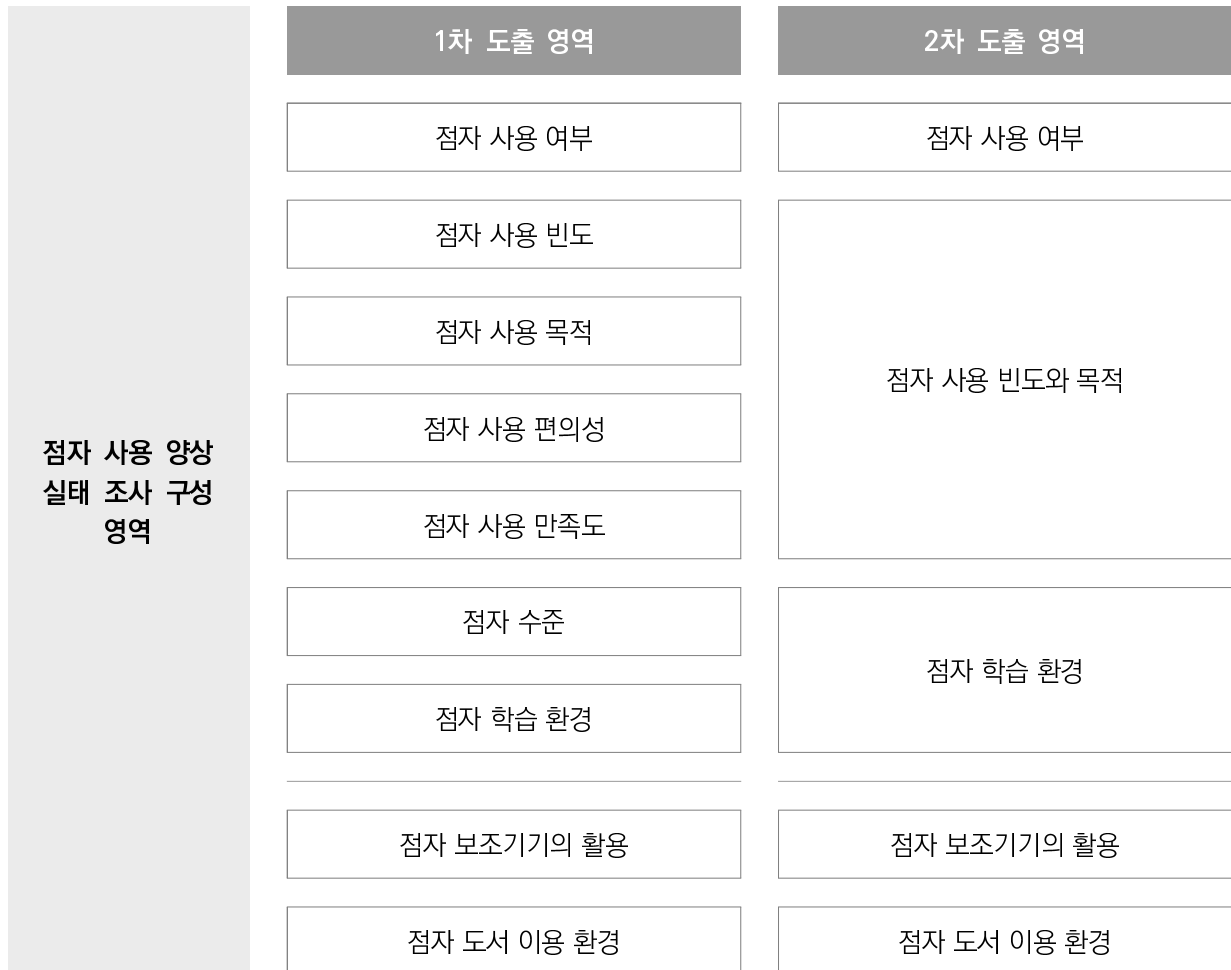 점자 사용 양상
실태 조사 구성
영역
1차 도출 영역
점자 사용 여부
점자 사용 빈도
점자 사용 목적
점자 사용 편의성
점자 사용 만족도
점자 수준
점자 학습 환경
점자 보조기기의 활용
점자 도서 이용 환경
2차 도출 영역
점자 사용 여부
점자 사용 빈도와 목적
점자 학습 환경
점자 보조기기의 활용
점자 도서 이용 환경